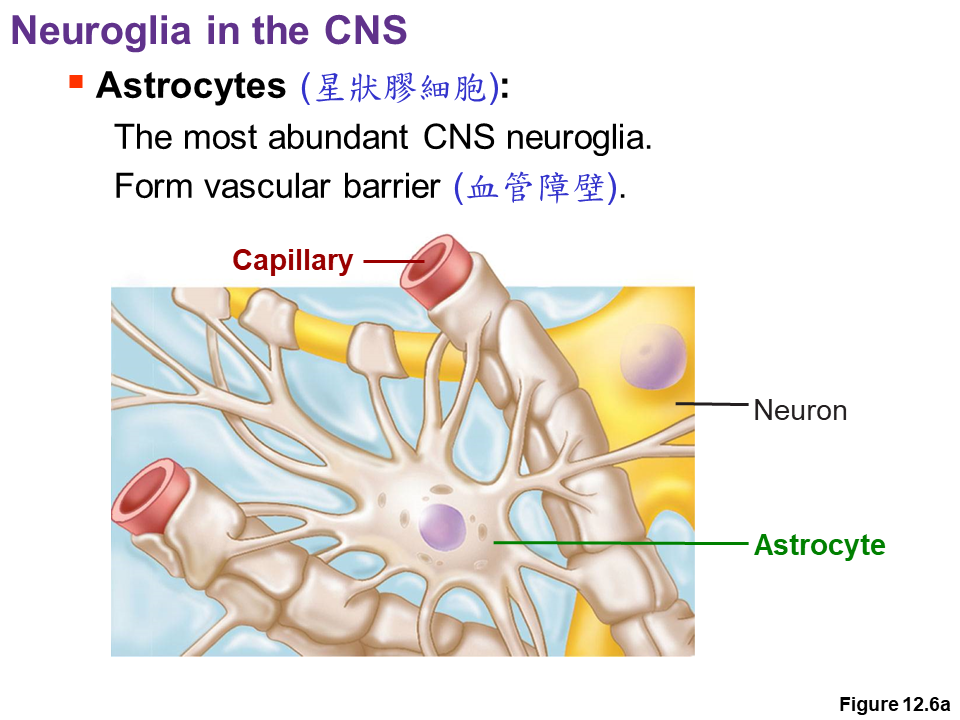 Neuroglia in the CNS
Astrocytes (星狀膠細胞):
The most abundant CNS neuroglia.
Form vascular barrier (血管障壁).
Capillary
Neuron
Astrocyte
Figure 12.6a